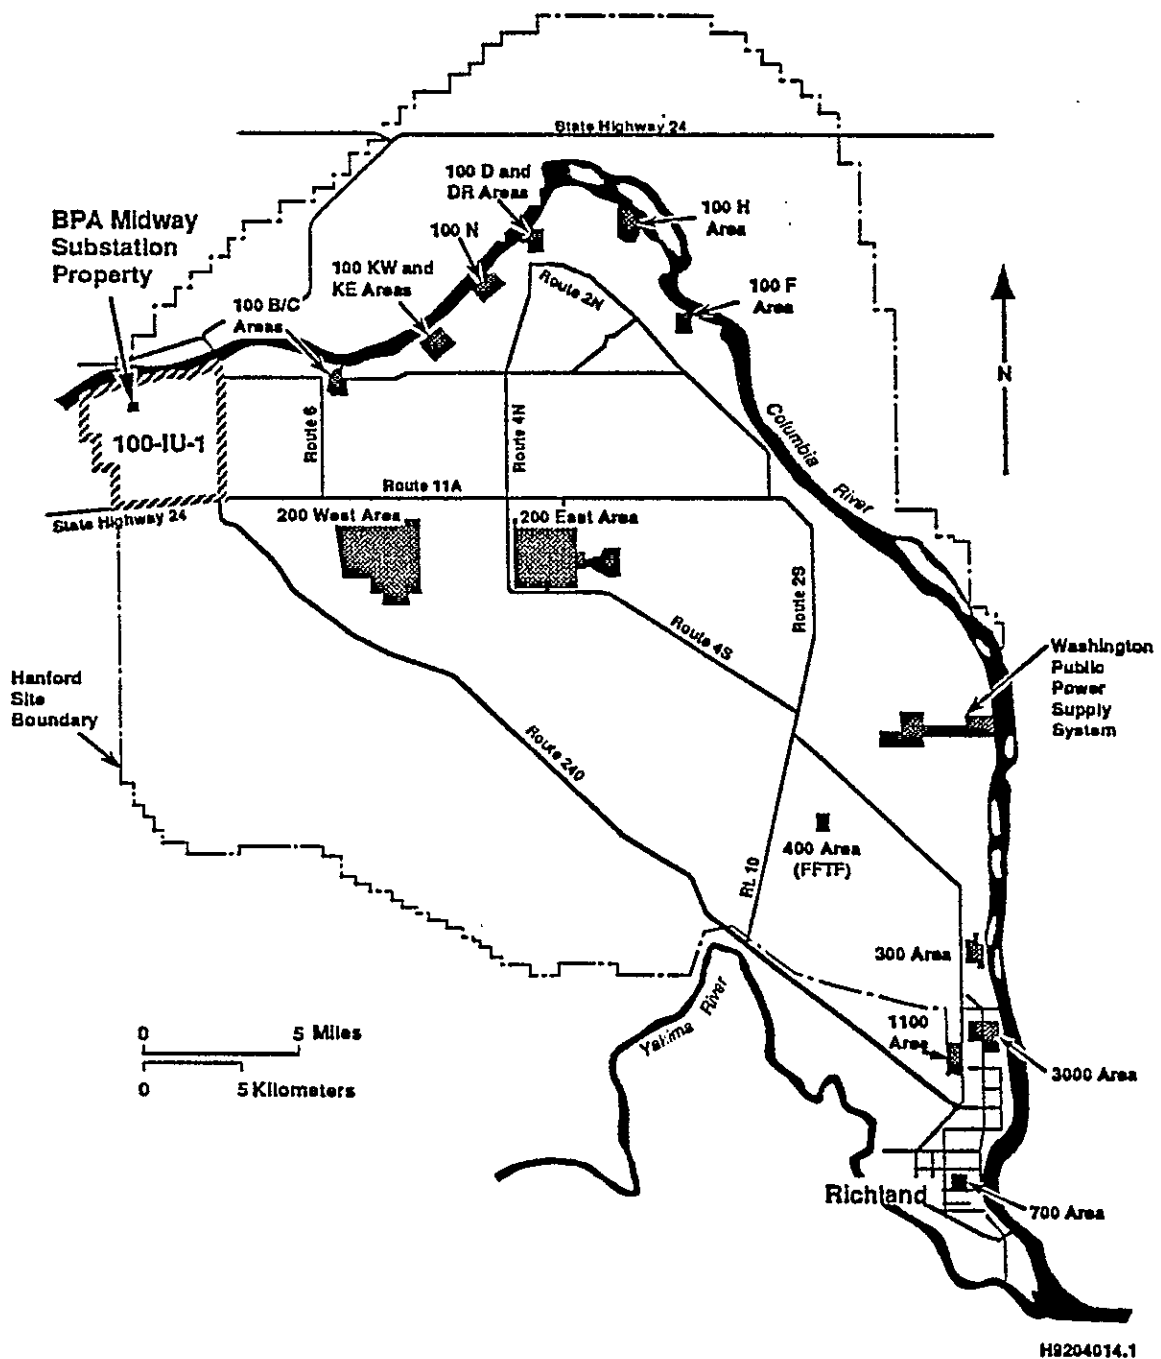 State Highway 24
100 D and
DR Areas
100 H
Area
BPA Midway
Substation
Property
100 N
100 KW and
KE Areas
Route 2N
100 F
Area
100 B/C
Areas
N
Columbia
River
Route 6
Route 4N
100-IU-1
Route 11A
State Highway 24
200 West Area
200 East Area
Route 2S
Route 4S
Washington
Public
Power
Supply
System
Hanford
Site
Boundary
Route 240
400 Area
(FFTF)
Rt. 10
300 Area
Yakima River
1100
Area
3000 Area
0 5 Miles
0 5 Kilometers
Richland
700 Area
H9204014.1